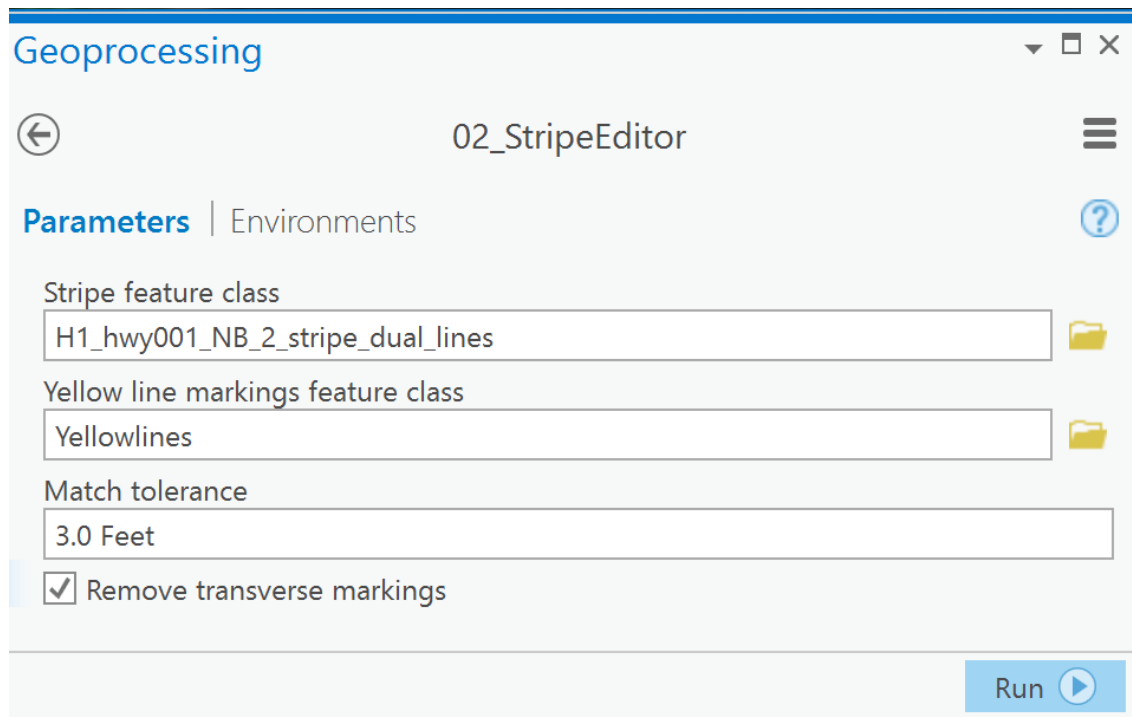 Geoprocessing
02_StripeEditor
Parameters | Environments
Stripe feature class
H1_hwy001_NB_2_stripe_dual_lines
Yellow line markings feature class
Yellowlines
Match tolerance
3.0 Feet
Remove transverse markings
Run